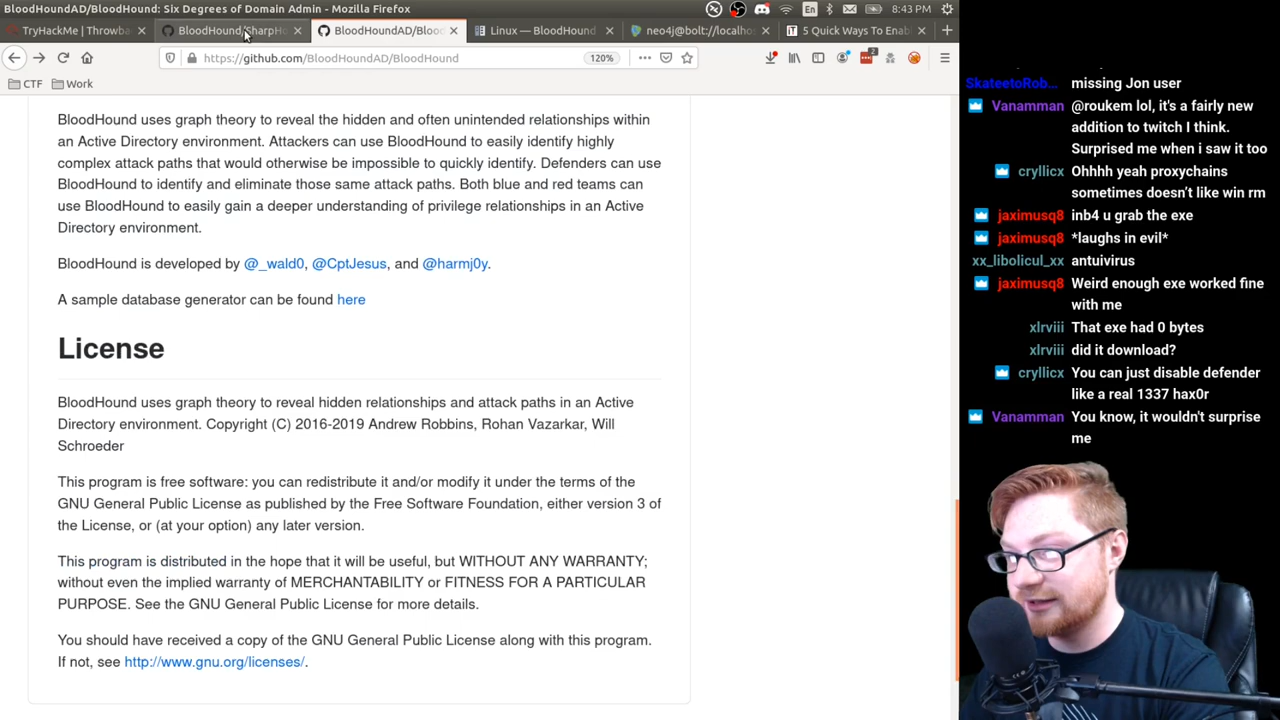 BloodHoundAD/BloodHound: Six Degrees of Domain Admin - Mozilla Firefox
En
8:43 PM
TryHackMe | Throwba
BloodHound/SharpH
BloodHoundAD/Bloo
Linux — BloodHound
neo4j@bolt://localhos
5 Quick Ways To Enab
https://github.com/BloodHoundAD/BloodHound
120%
2
CTF
Work
BloodHound uses graph theory to reveal the hidden and often unintended relationships within
an Active Directory environment. Attackers can use BloodHound to easily identify highly
complex attack paths that would otherwise be impossible to quickly identify. Defenders can use
BloodHound to identify and eliminate those same attack paths. Both blue and red teams can
use BloodHound to easily gain a deeper understanding of privilege relationships in an Active
Directory environment.
BloodHound is developed by @_wald0, @CptJesus, and @harmj0y.
A sample database generator can be found here
License
BloodHound uses graph theory to reveal hidden relationships and attack paths in an Active
Directory environment. Copyright (C) 2016-2019 Andrew Robbins, Rohan Vazarkar, Will
Schroeder
This program is free software: you can redistribute it and/or modify it under the terms of the
GNU General Public License as published by the Free Software Foundation, either version 3 of
the License, or (at your option) any later version.
This program is distributed in the hope that it will be useful, but WITHOUT ANY WARRANTY;
without even the implied warranty of MERCHANTABILITY or FITNESS FOR A PARTICULAR
PURPOSE. See the GNU General Public License for more details.
You should have received a copy of the GNU General Public License along with this program.
If not, see http://www.gnu.org/licenses/.
SkateetoRob... missing Jon user
Vanamman @roukem lol, it's a fairly new
addition to twitch I think.
Surprised me when i saw it too
cryllicx Ohhhh yeah proxychains
sometimes doesn't like win rm
jaximusq8 inb4 u grab the exe
jaximusq8 *laughs in evil*
xx_libolicul_xx antuivirus
jaximusq8 Weird enough exe worked fine
with me
xlrviii That exe had 0 bytes
xlrviii did it download?
cryllicx You can just disable defender
like a real 1337 hax0r
Vanamman You know, it wouldn't surprise
me